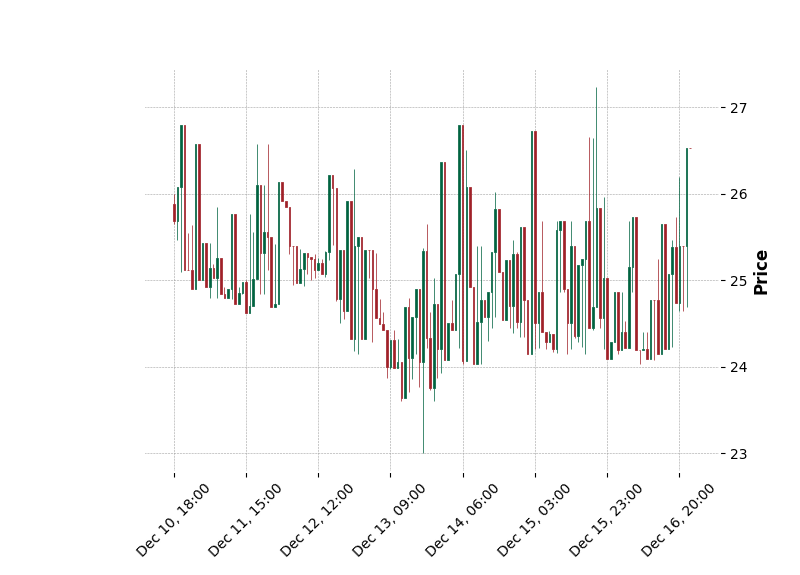 27
26
25
24
23
Price
Dec 10, 18:00
Dec 11, 15:00
Dec 12, 12:00
Dec 13, 09:00
Dec 14, 06:00
Dec 15, 03:00
Dec 15, 23:00
Dec 16, 20:00